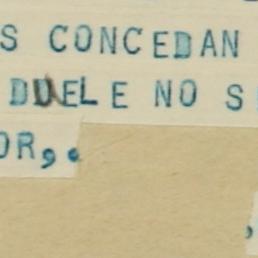 S CONCEDAN
DUELE NO S
OR,.